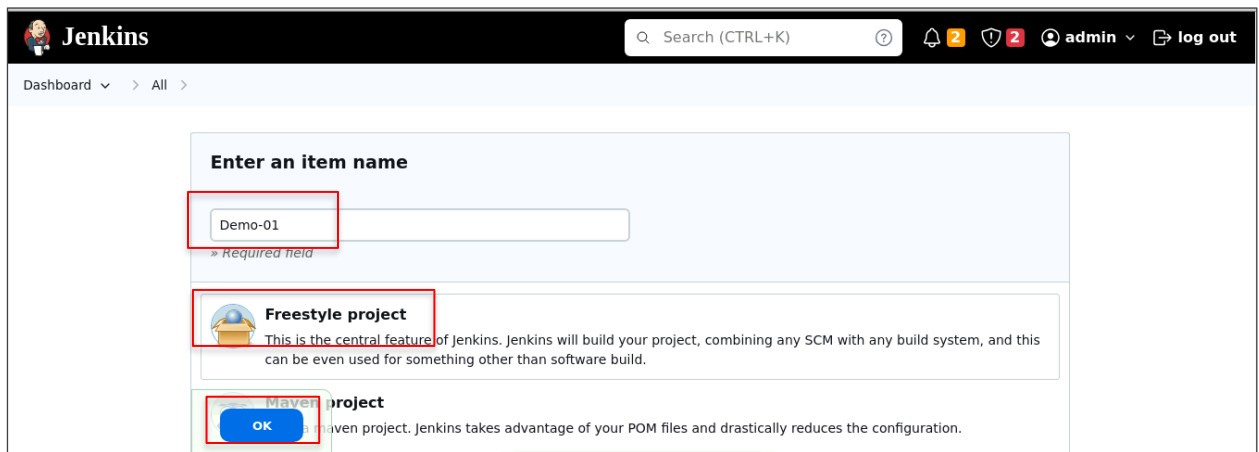 Jenkins
Search (CTRL+K)
2
2
admin
log out
Dashboard
All
Enter an item name
Demo-01
» Required field
Freestyle project
This is the central feature of Jenkins. Jenkins will build your project, combining any SCM with any build system, and this
can be even used for something other than software build.
Maven project
OK
a maven project. Jenkins takes advantage of your POM files and drastically reduces the configuration.